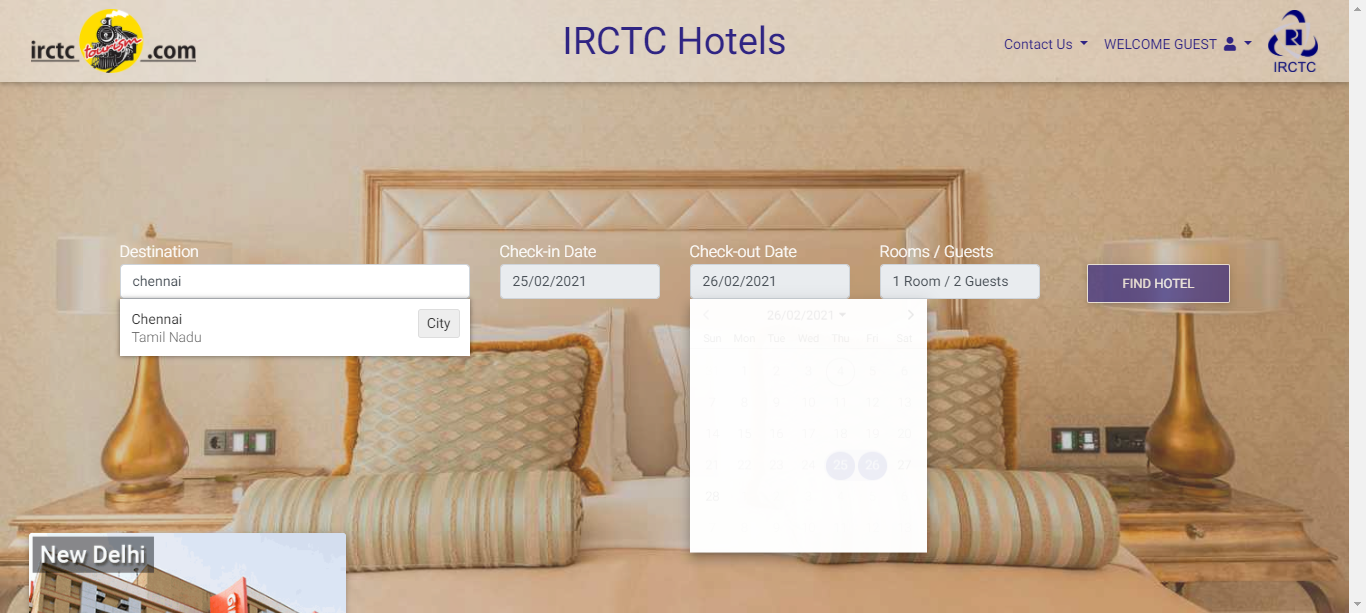 irctc tourism .com
IRCTC Hotels
Contact Us
WELCOME GUEST
IRCTC
Destination
Check-in Date
Check-out Date
Rooms / Guests
chennai
25/02/2021
26/02/2021
1 Room / 2 Guests
FIND HOTEL
Chennai
Tamil Nadu
City
26/02/2021
Sun Mon Tue Wed Thu Fri Sat
1 2 3 4 5 6
7 8 9 10 11 12 13
14 15 16 17 18 19 20
21 22 23 24 25 26 27
28
New Delhi